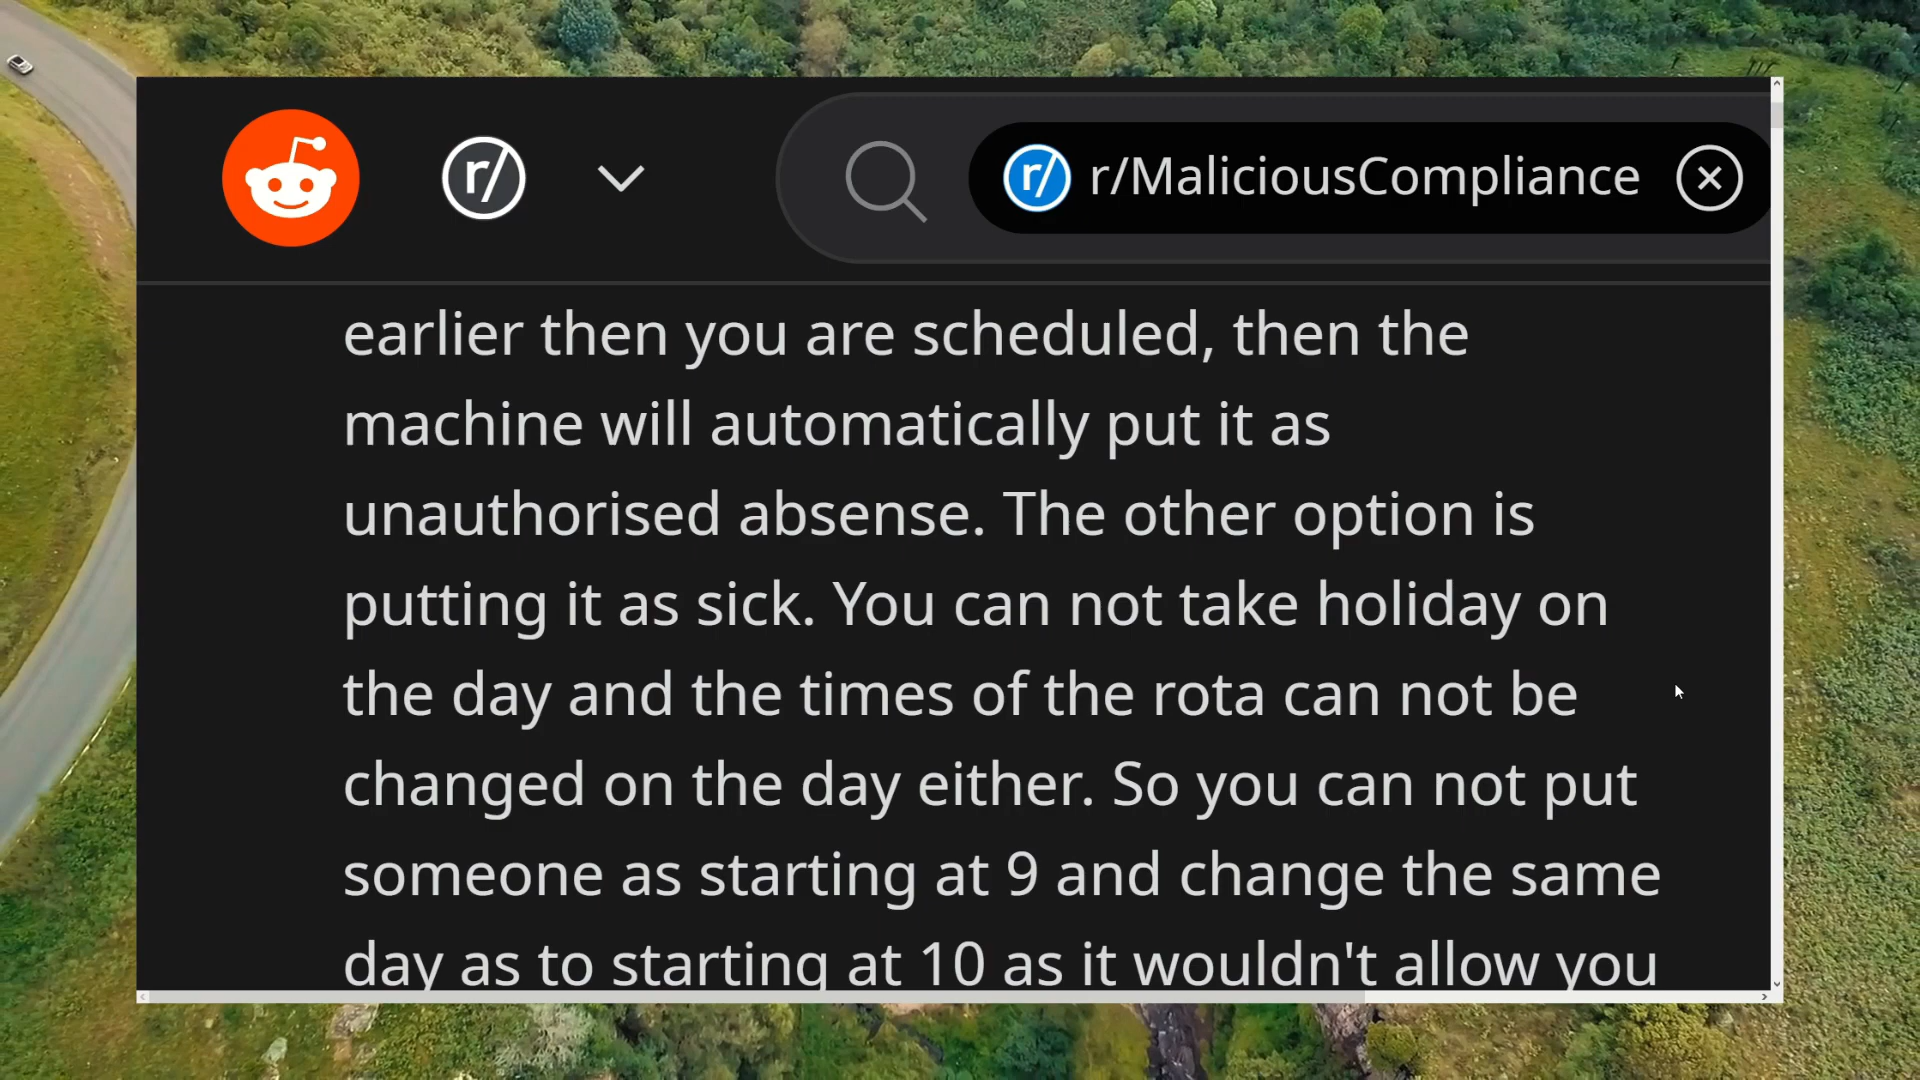 r/ r/ r/MaliciousCompliance
earlier then you are scheduled, then the
machine will automatically put it as
unauthorised absense. The other option is
putting it as sick. You can not take holiday on
the day and the times of the rota can not be
changed on the day either. So you can not put
someone as starting at 9 and change the same
day as to starting at 10 as it wouldn't allow you